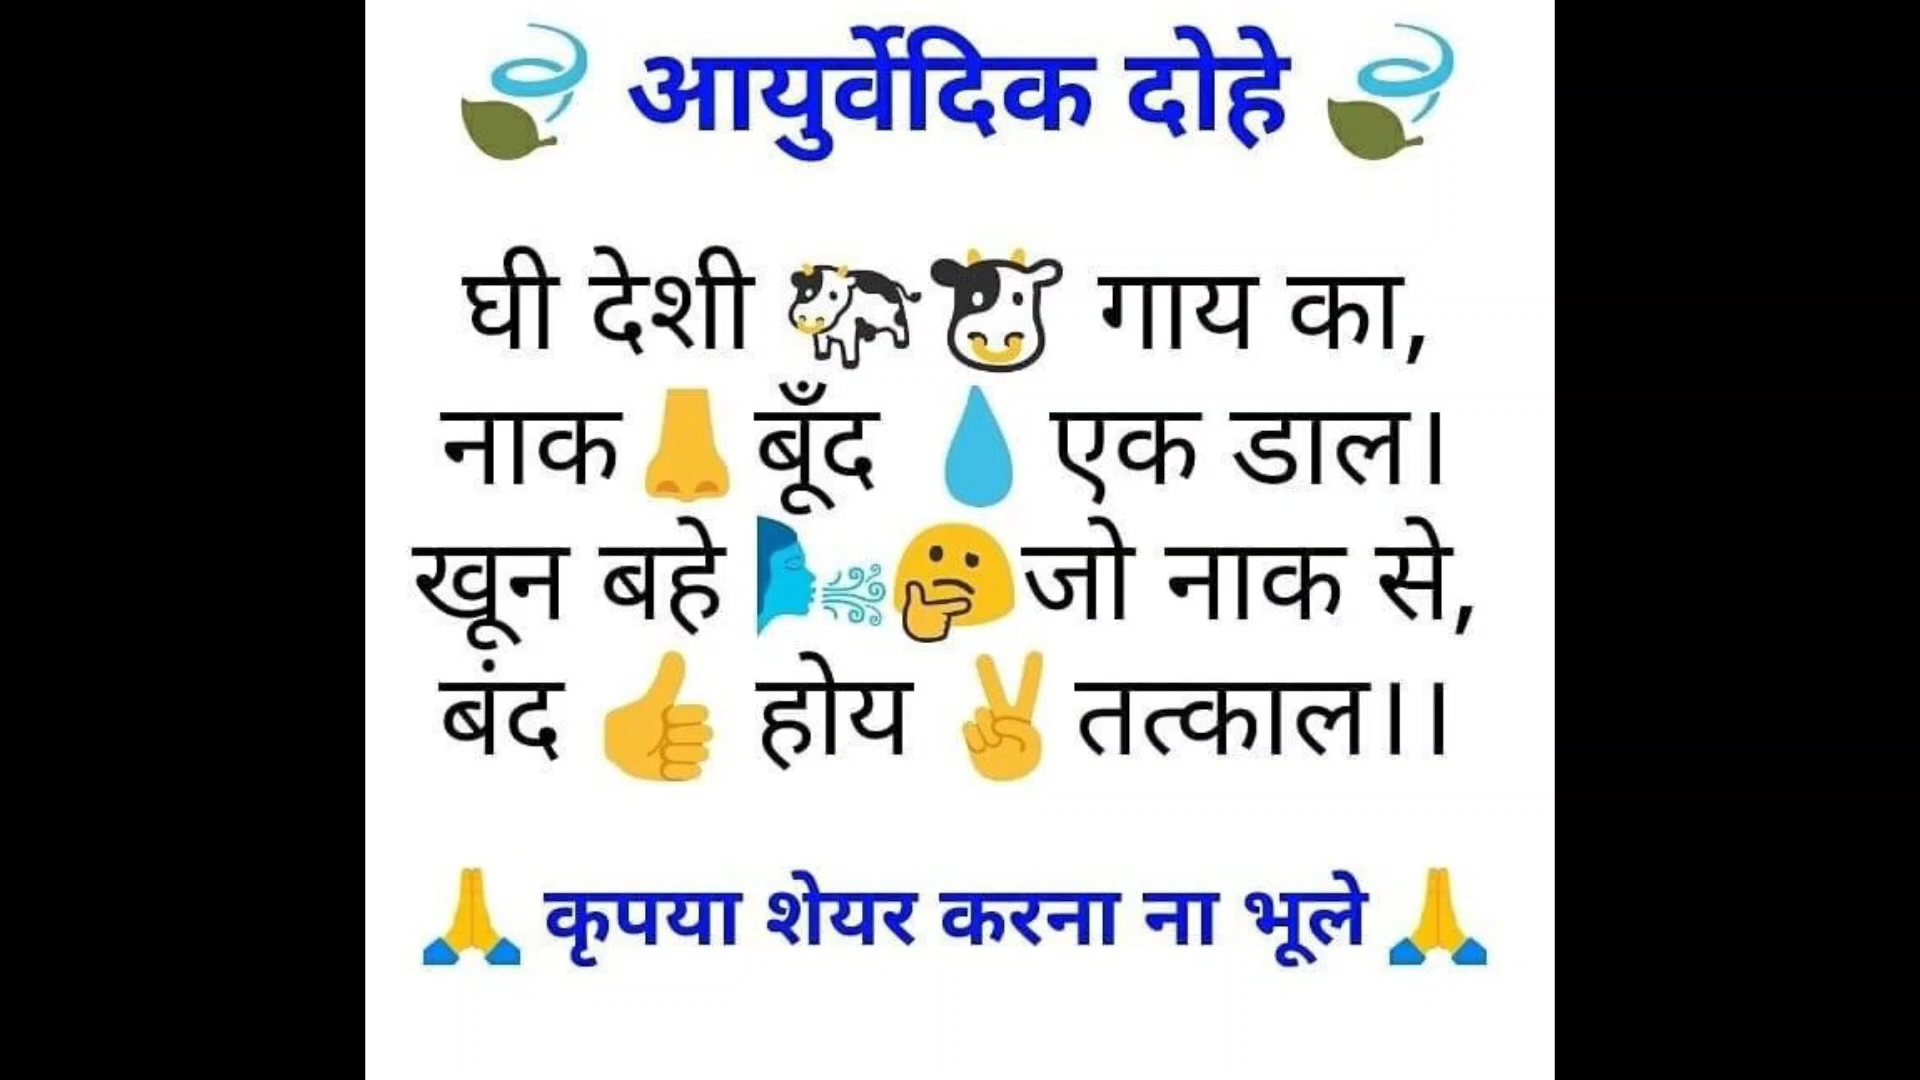 आयुर्वेदिक दोहे
घी देशी गाय का,
नाक बूँद एक डाल।
खून बहे जो नाक से,
बंद होय तत्काल।।
कृपया शेयर करना ना भूले